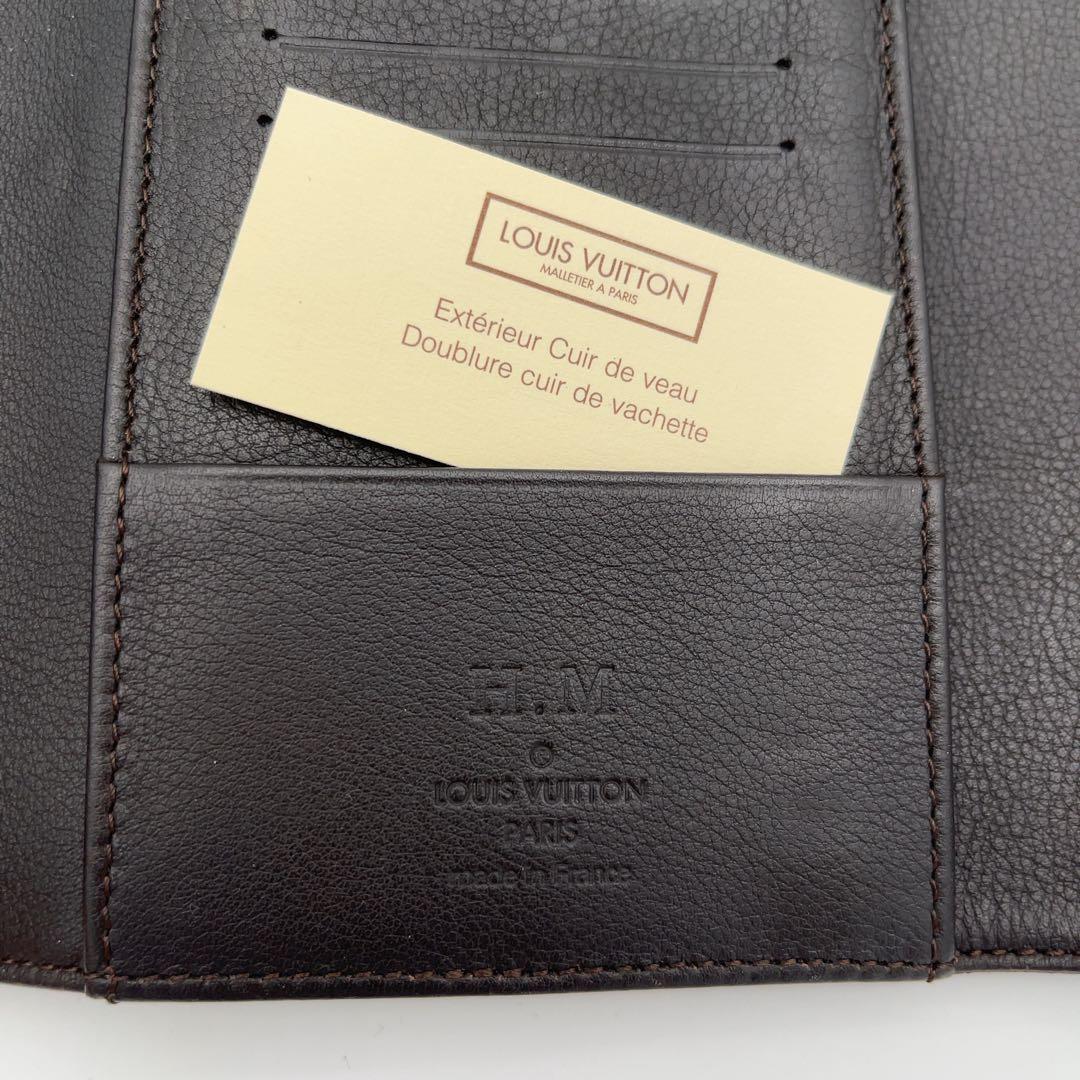 LOUIS VUITTON
MALLETIER A PARIS
Extérieur Cuir de veau
Doublure cuir de vachette
H.M
LOUIS VUITTON
PARIS
made in France